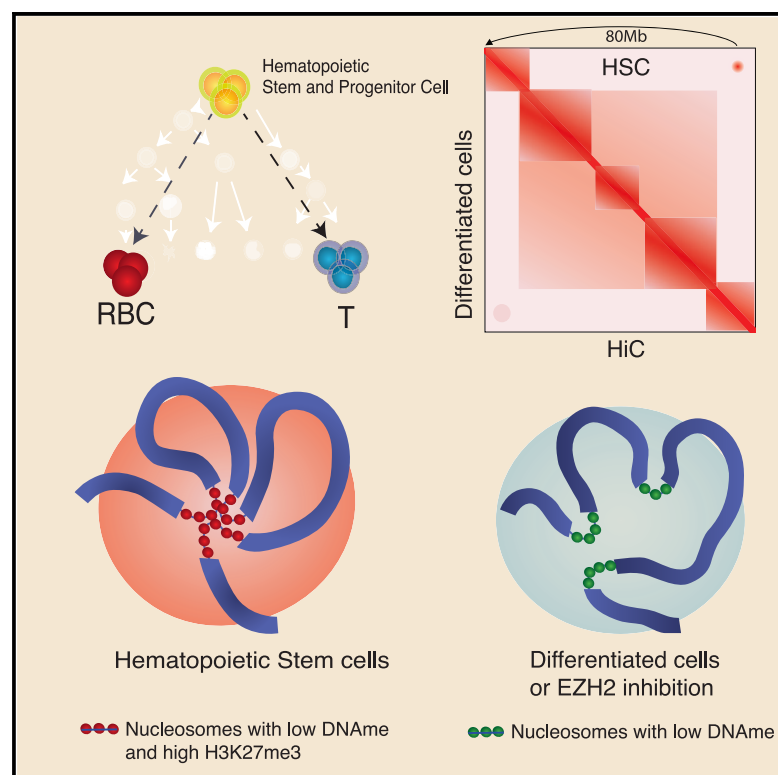 Hematopoietic
Stem and Progenitor Cell
RBC
T
80Mb
HSC
Differentiated cells
HiC
Hematopoietic Stem cells
Differentiated cells
or EZH2 inhibition
Nucleosomes with low DNAme
and high H3K27me3
Nucleosomes with low DNAme